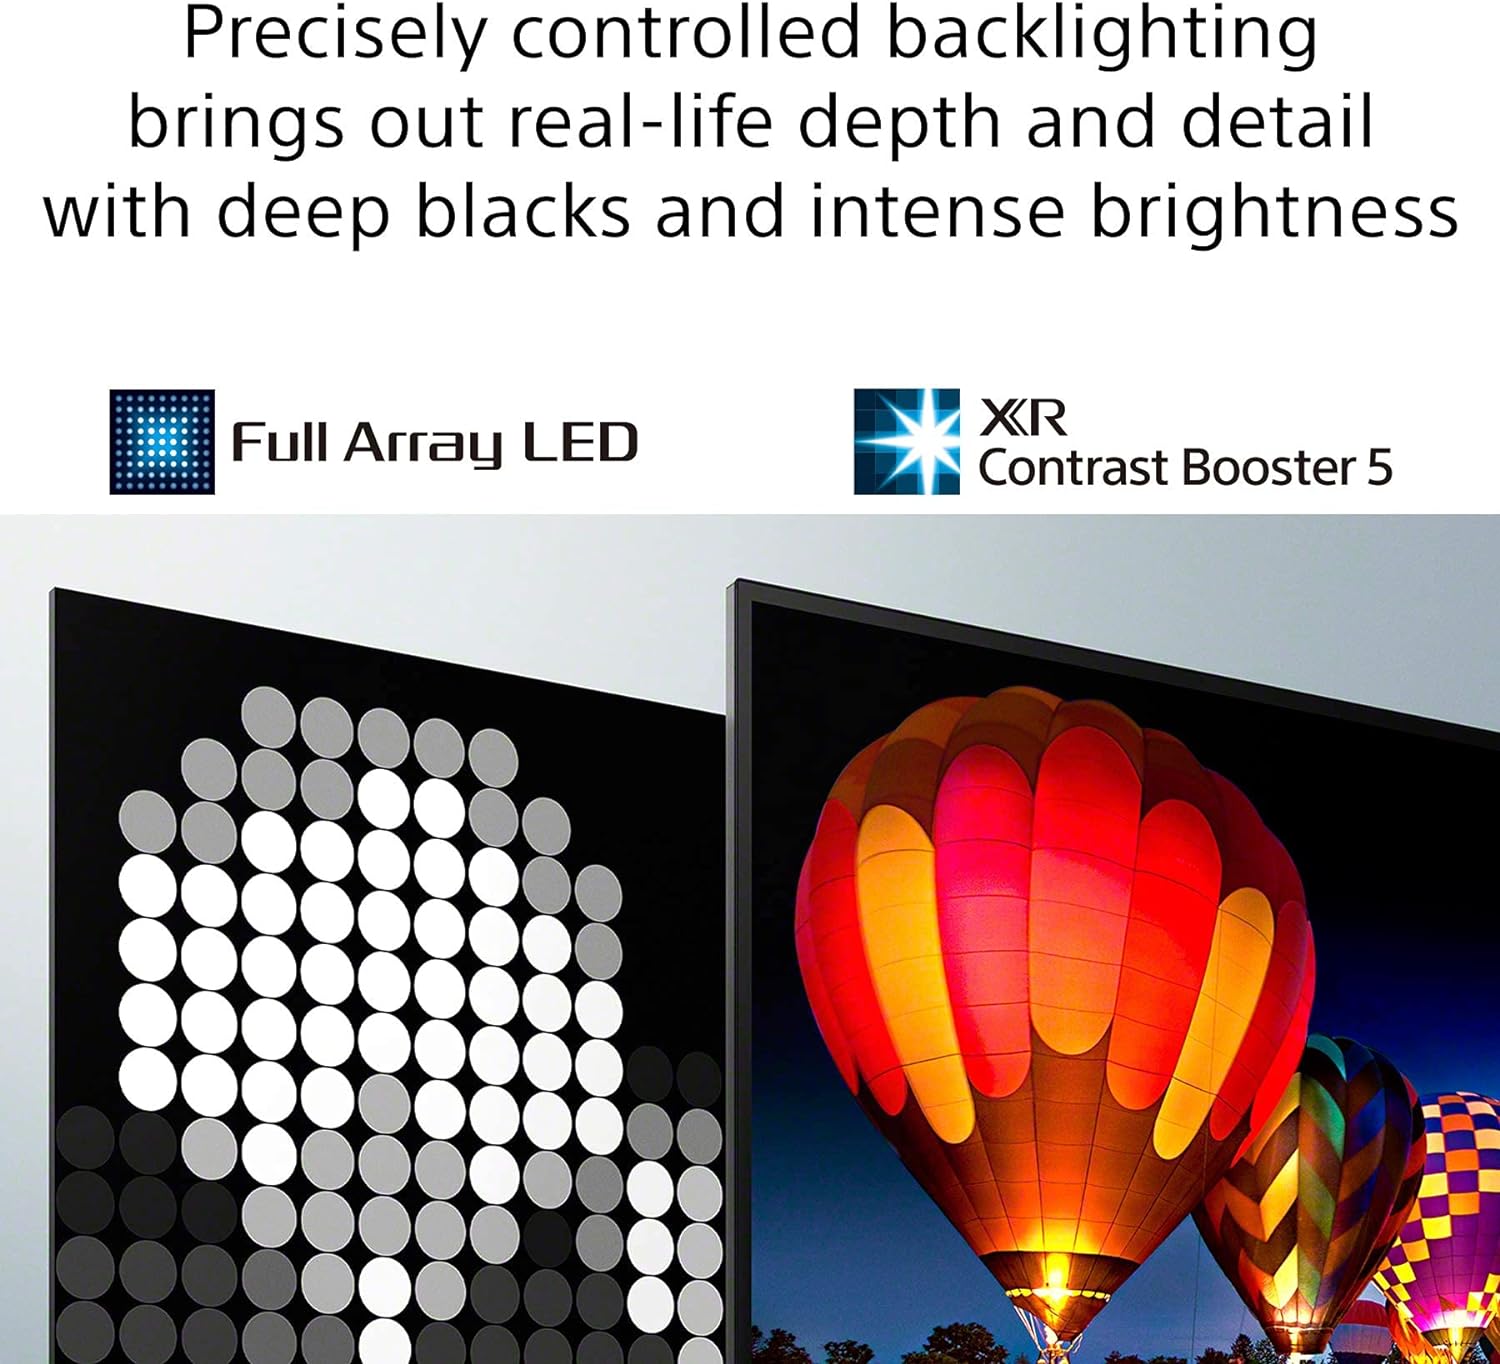 Precisely controlled backlighting
brings out real-life depth and detail
with deep blacks and intense brightness
Full Array LED
XR
Contrast Booster 5